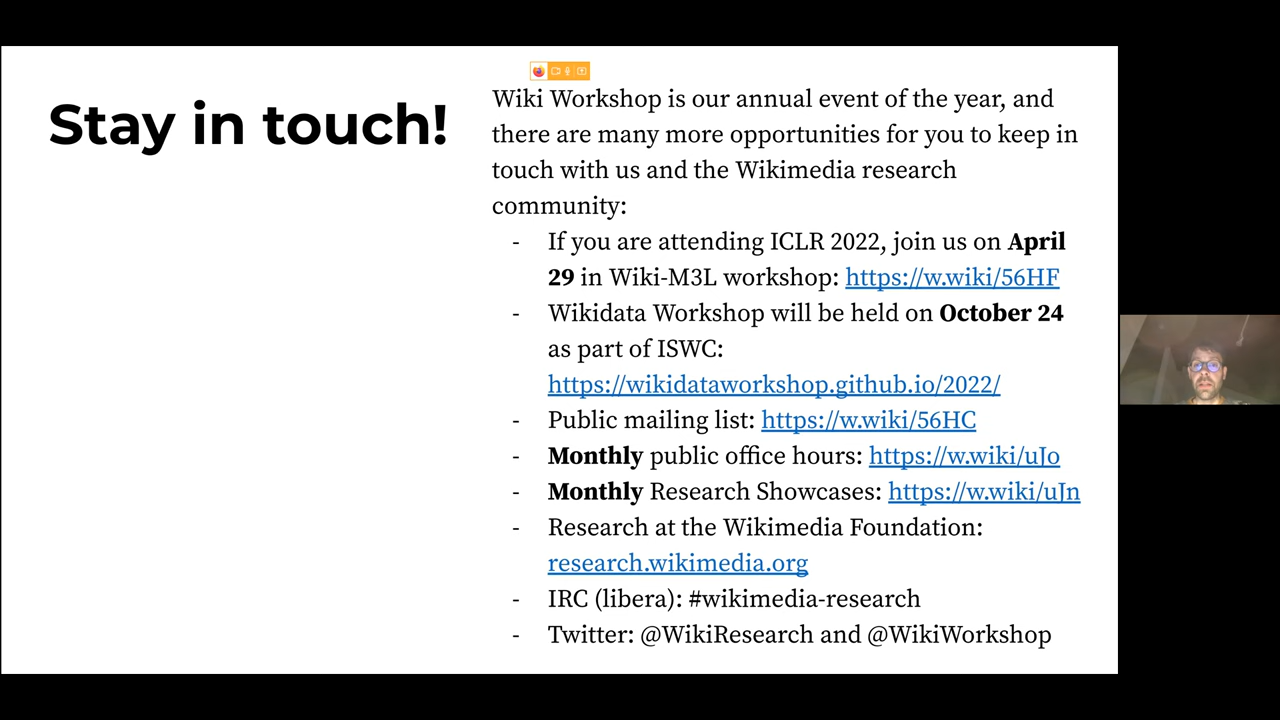 Stay in touch!
Wiki Workshop is our annual event of the year, and
there are many more opportunities for you to keep in
touch with us and the Wikimedia research
community:
- If you are attending ICLR 2022, join us on April
29 in Wiki-M3L workshop: https://w.wiki/56HF
- Wikidata Workshop will be held on October 24
as part of ISWC:
https://wikidataworkshop.github.io/2022/
- Public mailing list: https://w.wiki/56HC
- Monthly public office hours: https://w.wiki/uJo
- Monthly Research Showcases: https://w.wiki/uJn
- Research at the Wikimedia Foundation:
research.wikimedia.org
- IRC (libera): #wikimedia-research
- Twitter: @WikiResearch and @WikiWorkshop